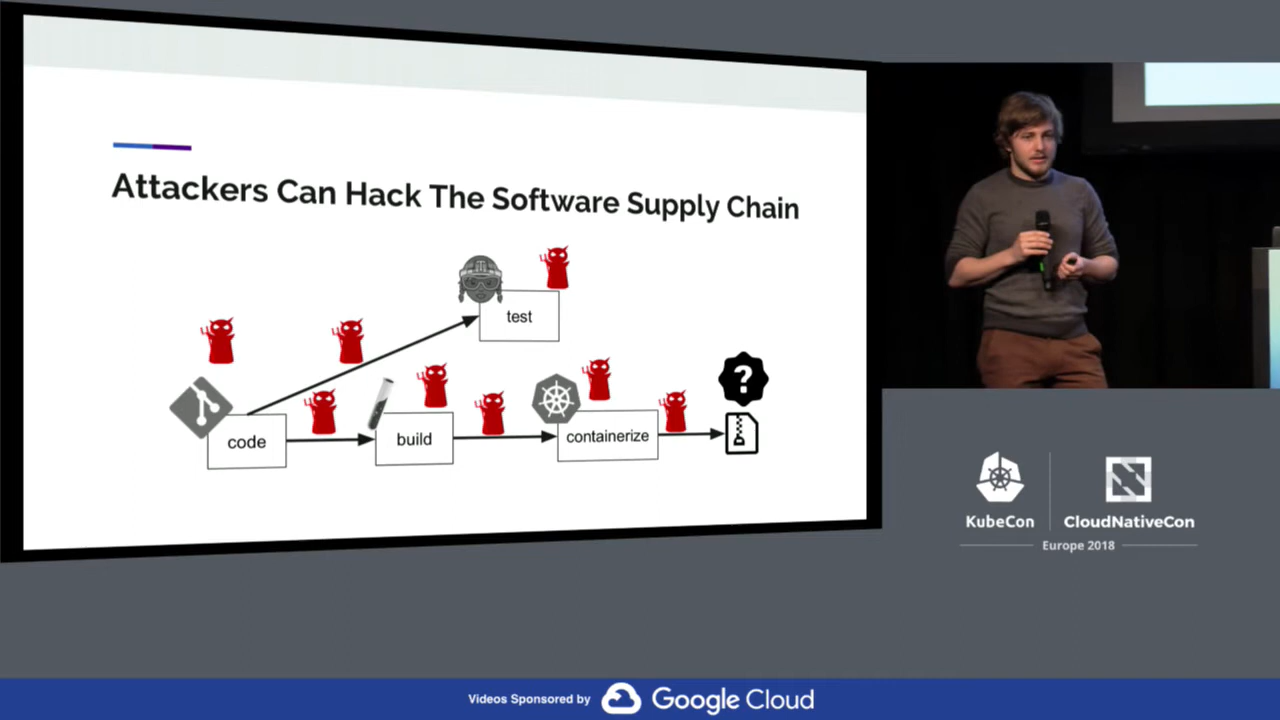 Attackers Can Hack The Software Supply Chain
test
code
build
containerize
?
KubeCon
CloudNativeCon
Europe 2018
Videos Sponsored by Google Cloud